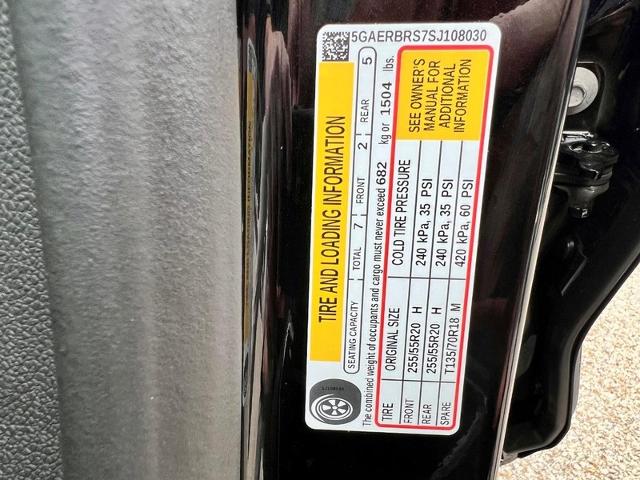 5GAERBRS7SJ108030
TIRE AND LOADING INFORMATION
SEATING CAPACITY TOTAL 7 FRONT 2 REAR 5
The combined weight of occupants and cargo must never exceed 682 kg or 1504 lbs.
TIRE ORIGINAL SIZE COLD TIRE PRESSURE
FRONT 255/55R20 H 240 kPa, 35 PSI
REAR 255/55R20 H 240 kPa, 35 PSI
SPARE T135/70R18 M 420 kPa, 60 PSI
SEE OWNER'S
MANUAL FOR
ADDITIONAL
INFORMATION